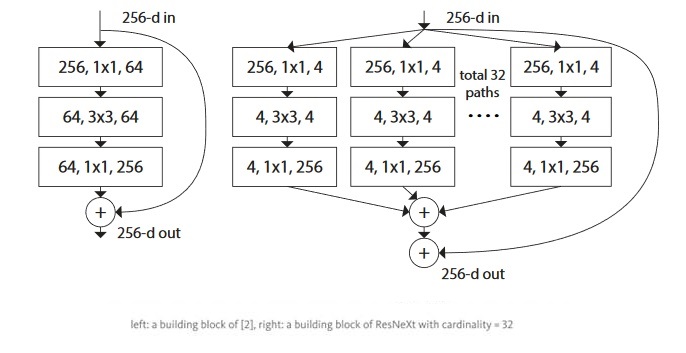 256-d in
256, 1x1, 64
64, 3x3, 64
64, 1x1, 256
+
256-d out
256-d in
256, 1x1, 4
256, 1x1, 4
total 32
paths
256, 1x1, 4
4, 3x3, 4
4, 3x3, 4
....
4, 3x3, 4
4, 1x1, 256
4, 1x1, 256
4, 1x1, 256
+
+
256-d out
left: a building block of [2], right: a building block of ResNeXt with cardinality = 32